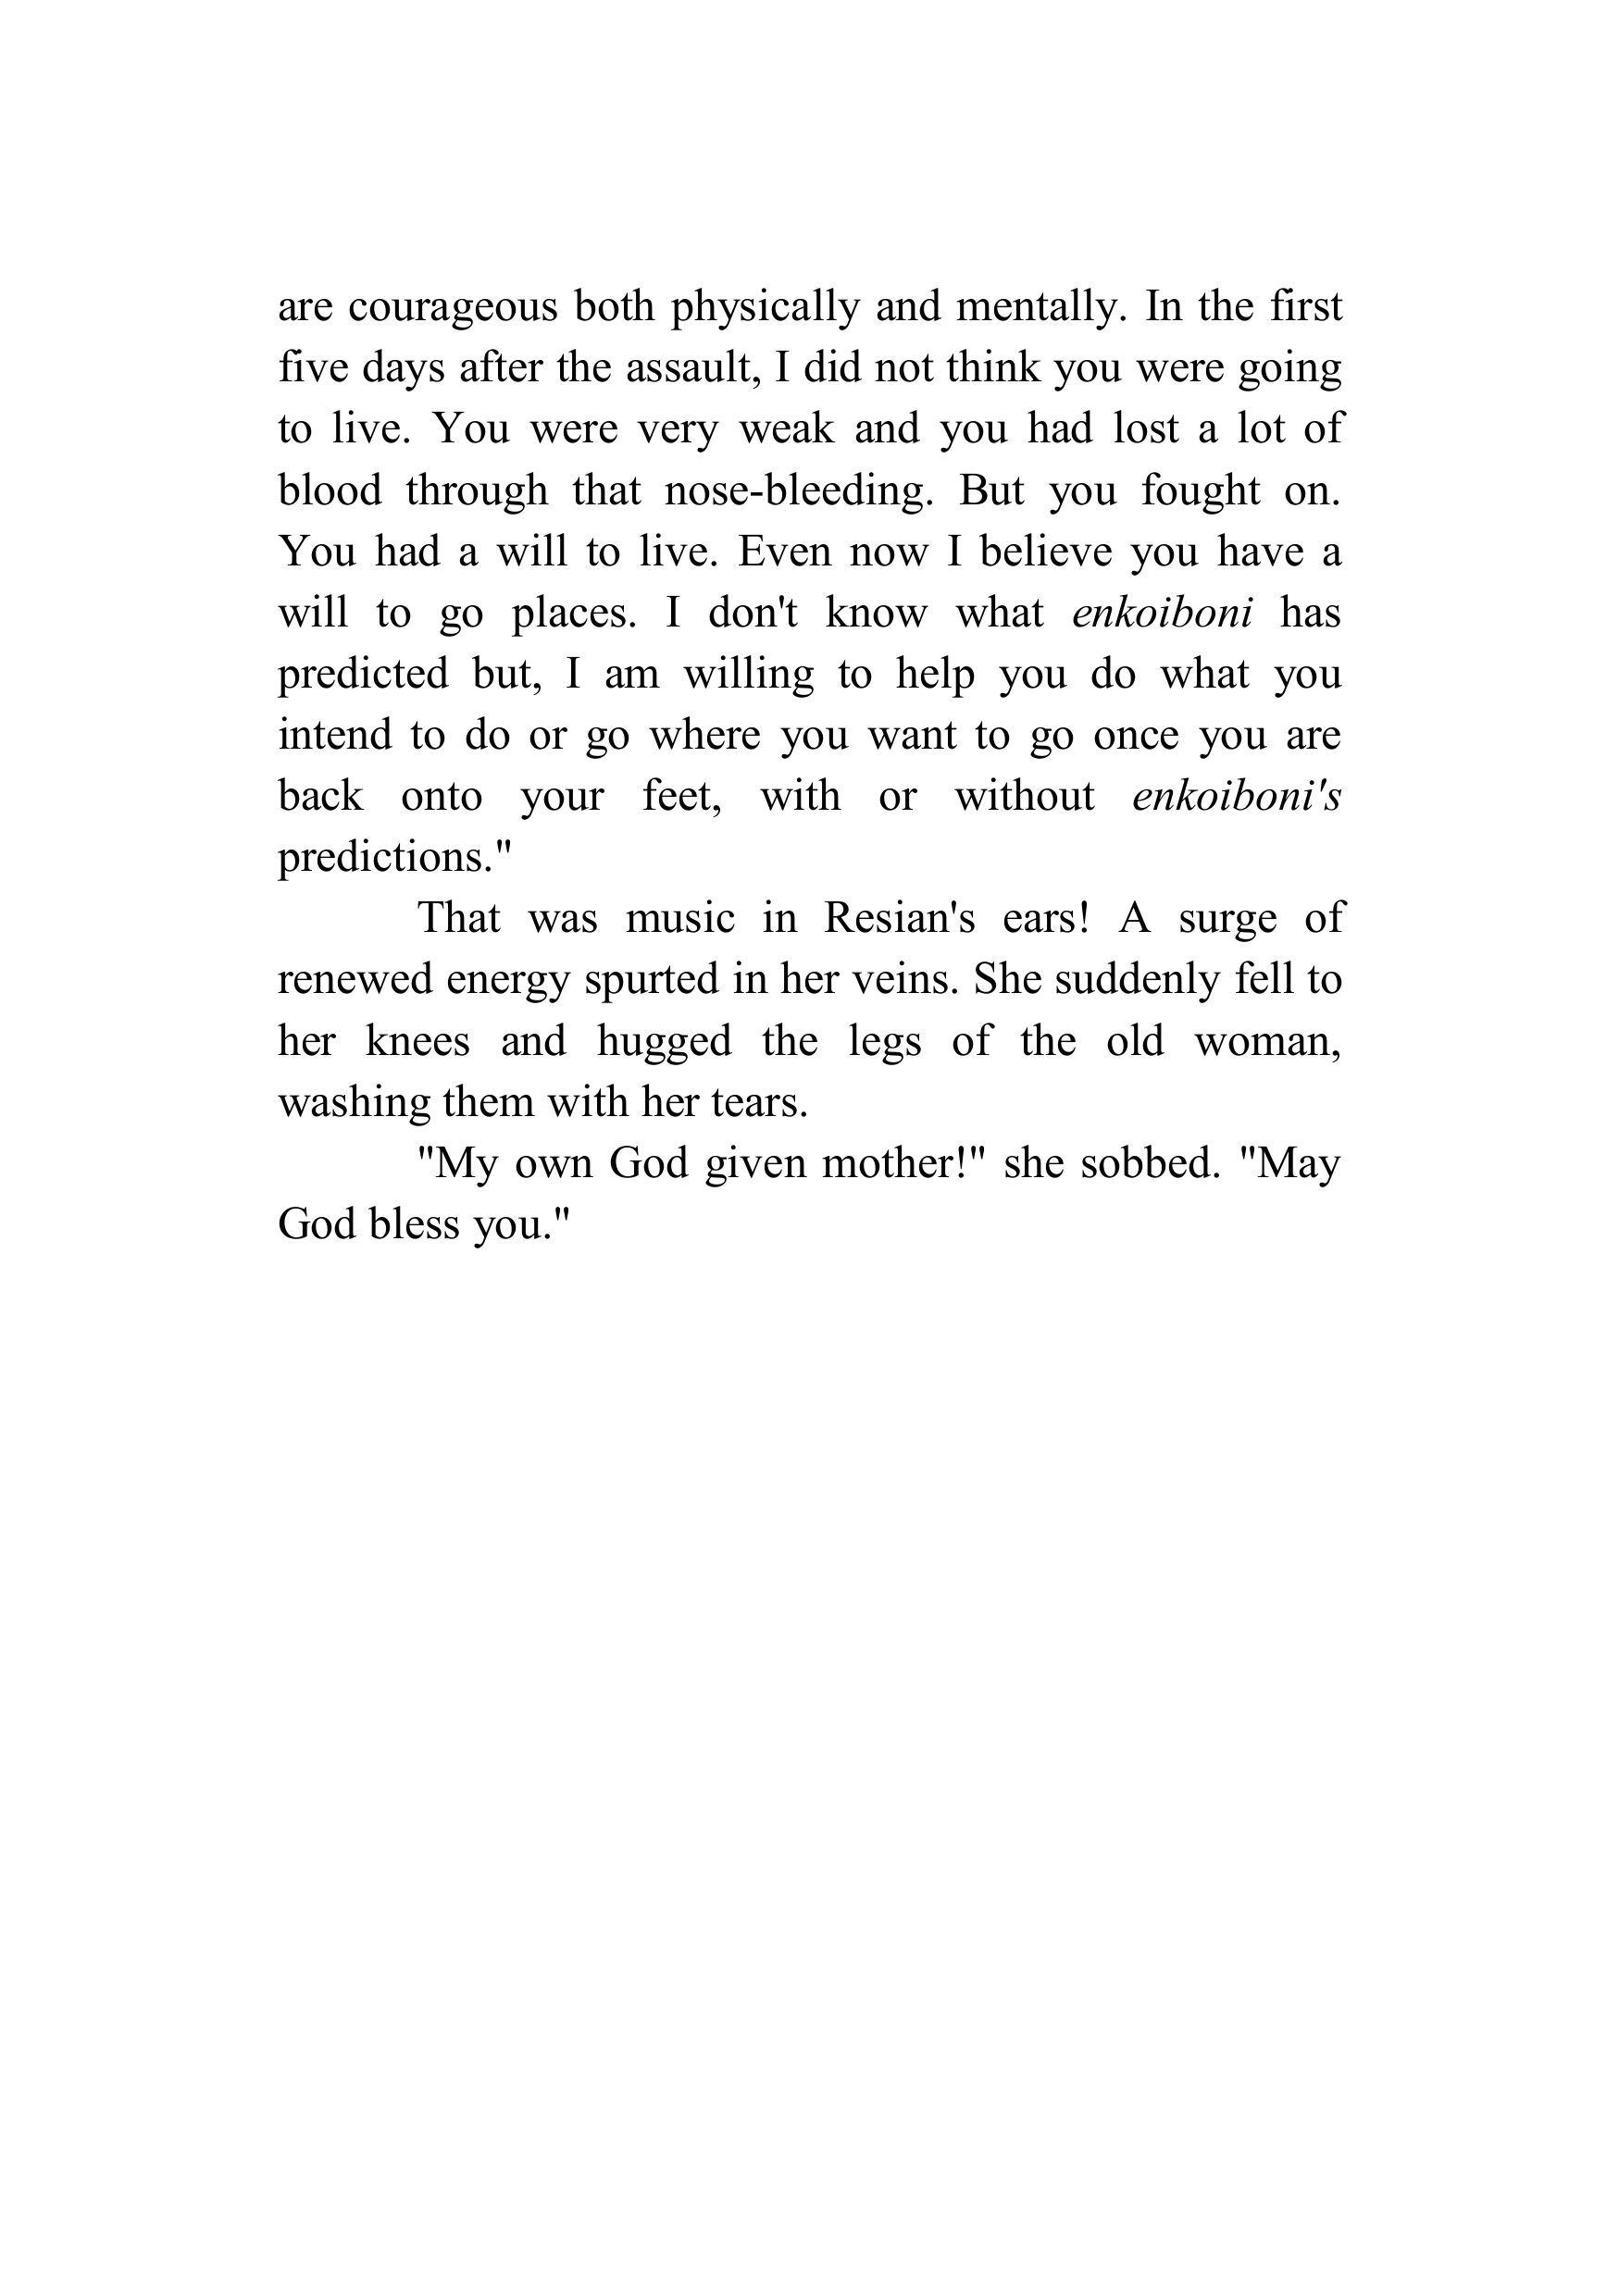 are courageous both physically and mentally. In the first
five days after the assault, I did not think you were going
to live. You were very weak and you had lost a lot of
blood through that nose-bleeding. But you fought on.
You had a will to live. Even now I believe you have a
will to go places. I don't know what enkoiboni has
predicted but, I am willing to help you do what you
intend to do or go where you want to go once you are
back onto your feet, with or without enkoiboni's
predictions."
That was music in Resian's ears! A surge of
renewed energy spurted in her veins. She suddenly fell to
her knees and hugged the legs of the old woman,
washing them with her tears.
"My own God given mother!" she sobbed. "May
God bless you."